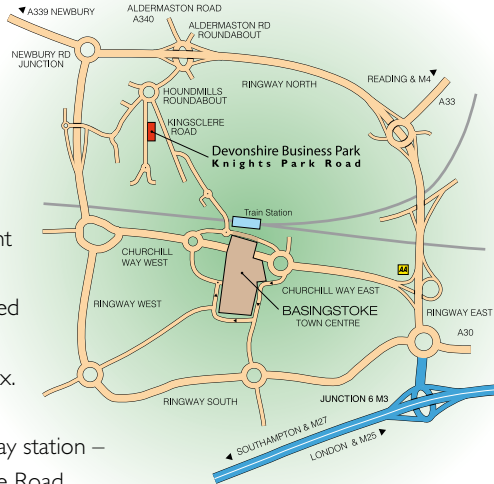 A339 NEWBURY
ALDERMASTON ROAD
A340
ALDERMASTON RD
ROUNDABOUT
NEWBURY RD
JUNCTION
RINGWAY NORTH
READING & M4
A33
HOUNDMILLS
ROUNDABOUT
KINGSCLERE
ROAD
Devonshire Business Park
Knights Park Road
Train Station
CHURCHILL
WAY WEST
AA
CHURCHILL WAY EAST
RINGWAY WEST
BASINGSTOKE
TOWN CENTRE
RINGWAY EAST
A30
RINGWAY SOUTH
JUNCTION 6 M3
SOUTHAMPTON & M27
LONDON & M25
nt
ed
x.
ay station –
e Road